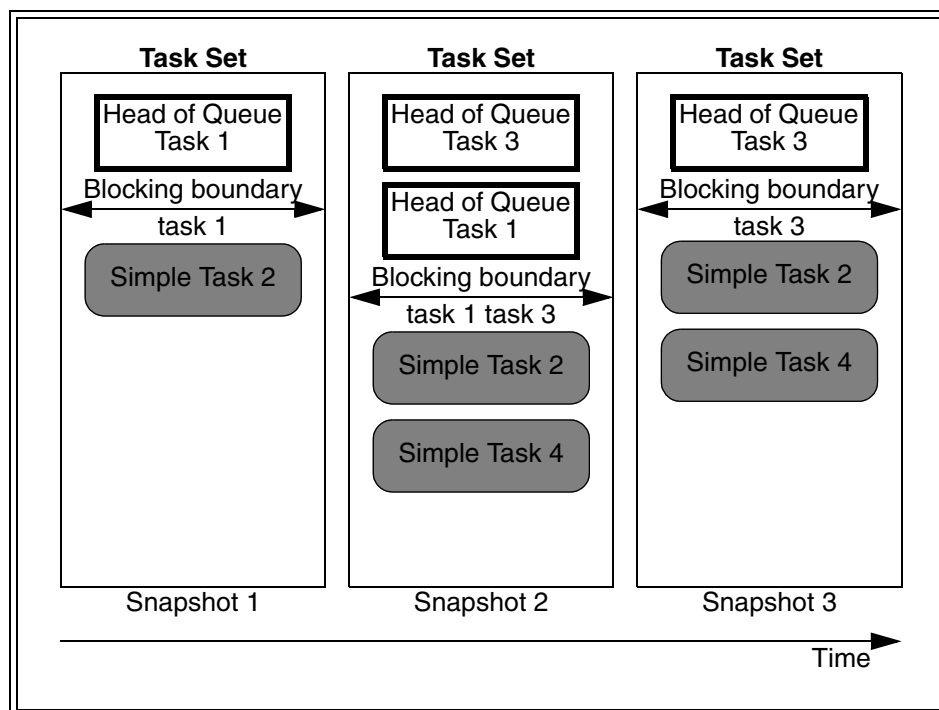 Task Set
Head of Queue
Task 1
Blocking boundary
task 1
Simple Task 2
Snapshot 1
Task Set
Head of Queue
Task 3
Head of Queue
Task 1
Blocking boundary
task 1 task 3
Simple Task 2
Simple Task 4
Snapshot 2
Task Set
Head of Queue
Task 3
Blocking boundary
task 3
Simple Task 2
Simple Task 4
Snapshot 3
Time